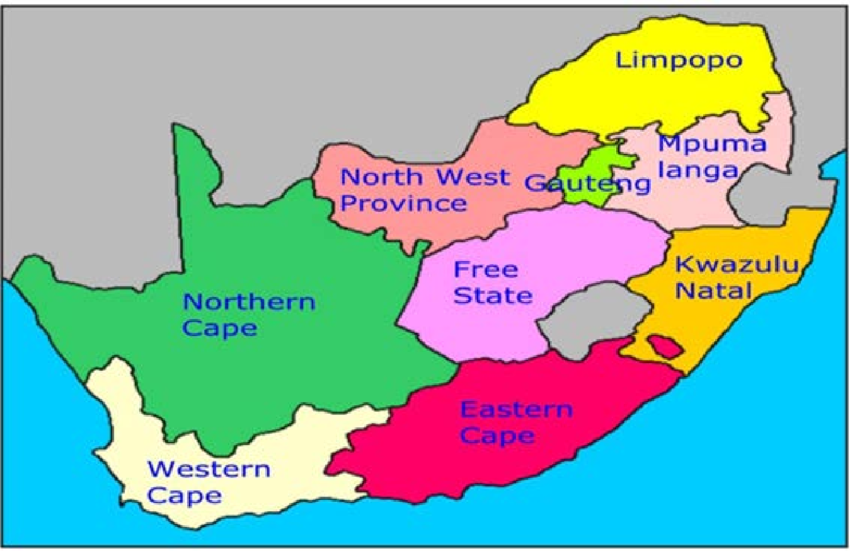 Limpopo
Mpuma
langa
North West
Province
Gauteng
Free
State
Kwazulu
Natal
Northern
Cape
Eastern
Cape
Western
Cape